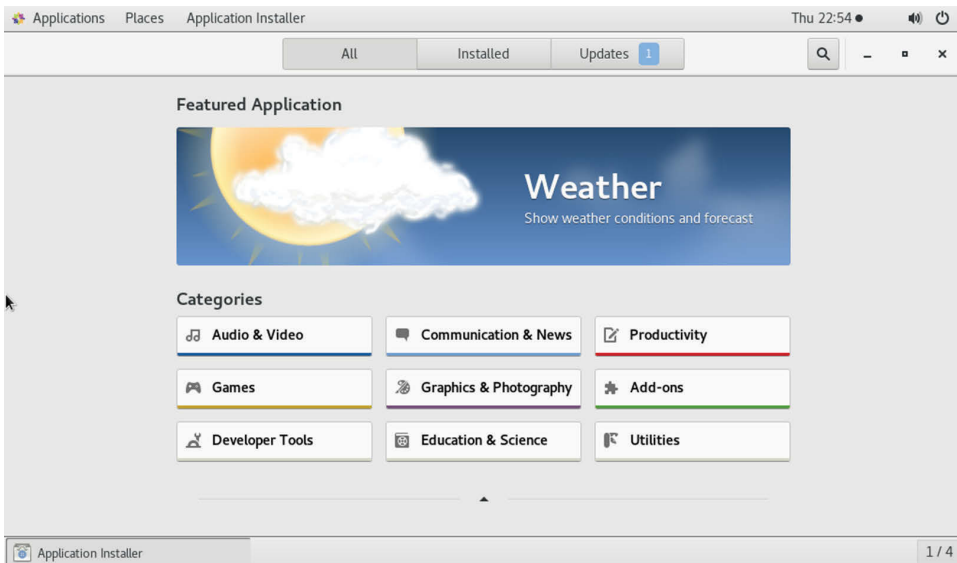 Applications Places Application Installer Thu 22:54
All Installed Updates 1
Featured Application
Weather
Show weather conditions and forecast
Categories
Audio & Video Communication & News Productivity
Games Graphics & Photography Add-ons
Developer Tools Education & Science Utilities
Application Installer 1 / 4